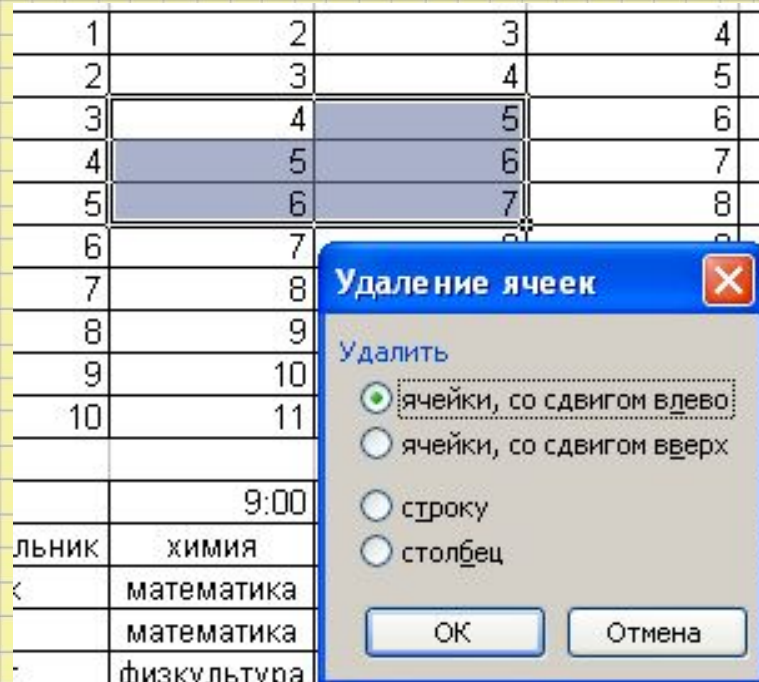 1 2 3 4
2 3 4 5
3 4 5 6
4 5 6 7
5 6 7 8
6 7
7 8
8 9
9 10
10 11
Удаление ячеек
Удалить
ячейки, со сдвигом влево
ячейки, со сдвигом вверх
строку
столбец
ОК Отмена
9:00
льник химия
математика
математика
физкультура